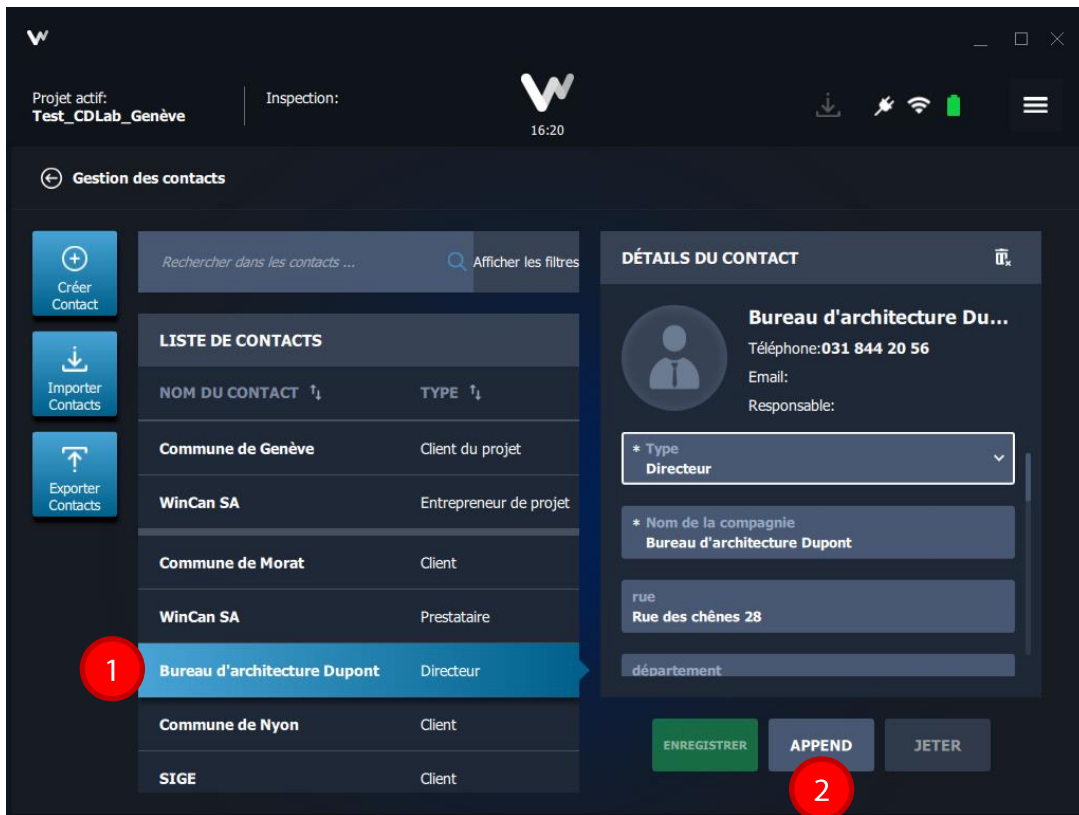 Projet actif:
Test_CDLab_Genève
Inspection:
16:20
Gestion des contacts
Créer
Contact
Importer
Contacts
Exporter
Contacts
Rechercher dans les contacts ...
Afficher les filtres
LISTE DE CONTACTS
NOM DU CONTACT TYPE
Commune de Genève Client du projet
WinCan SA Entrepreneur de projet
Commune de Morat Client
WinCan SA Prestataire
1
Bureau d'architecture Dupont Directeur
Commune de Nyon Client
SIGE Client
DÉTAILS DU CONTACT
Bureau d'architecture Du...
Téléphone:031 844 20 56
Email:
Responsable:
* Type
Directeur
* Nom de la compagnie
Bureau d'architecture Dupont
rue
Rue des chênes 28
département
ENREGISTRER APPEND JETER
2